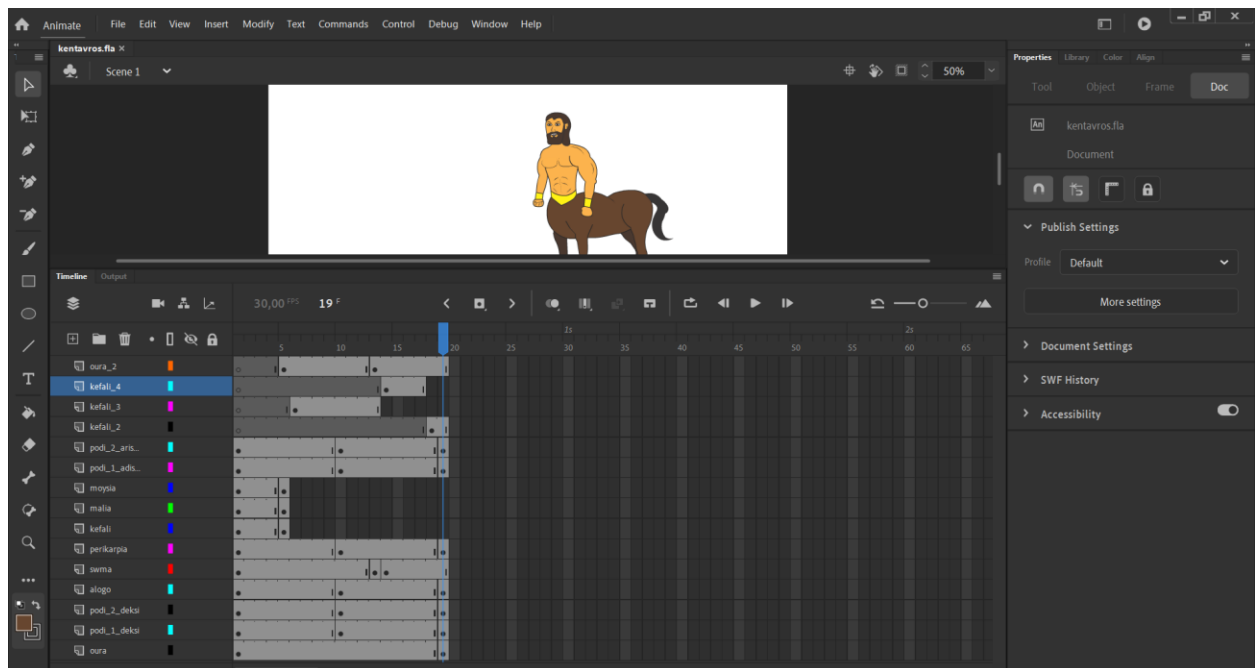 Animate File Edit View Insert Modify Text Commands Control Debug Window Help
kentavros.fla ×
Properties Library Color Align
Scene 1 50%
Tool Object Frame Doc
An kentavros.fla
Document
Publish Settings
Profile Default
More settings
Document Settings
SWF History
Accessibility
Timeline Output
30,00 FPS 19 F
1s 2s
5 10 15 20 25 30 35 40 45 50 55 60 65
oura_2
kefali_4
kefali_3
kefali_2
podi_2_aris...
podi_1_adis...
moysia
malia
kefali
perikarpia
swma
alogo
podi_2_deksi
podi_1_deksi
oura
T